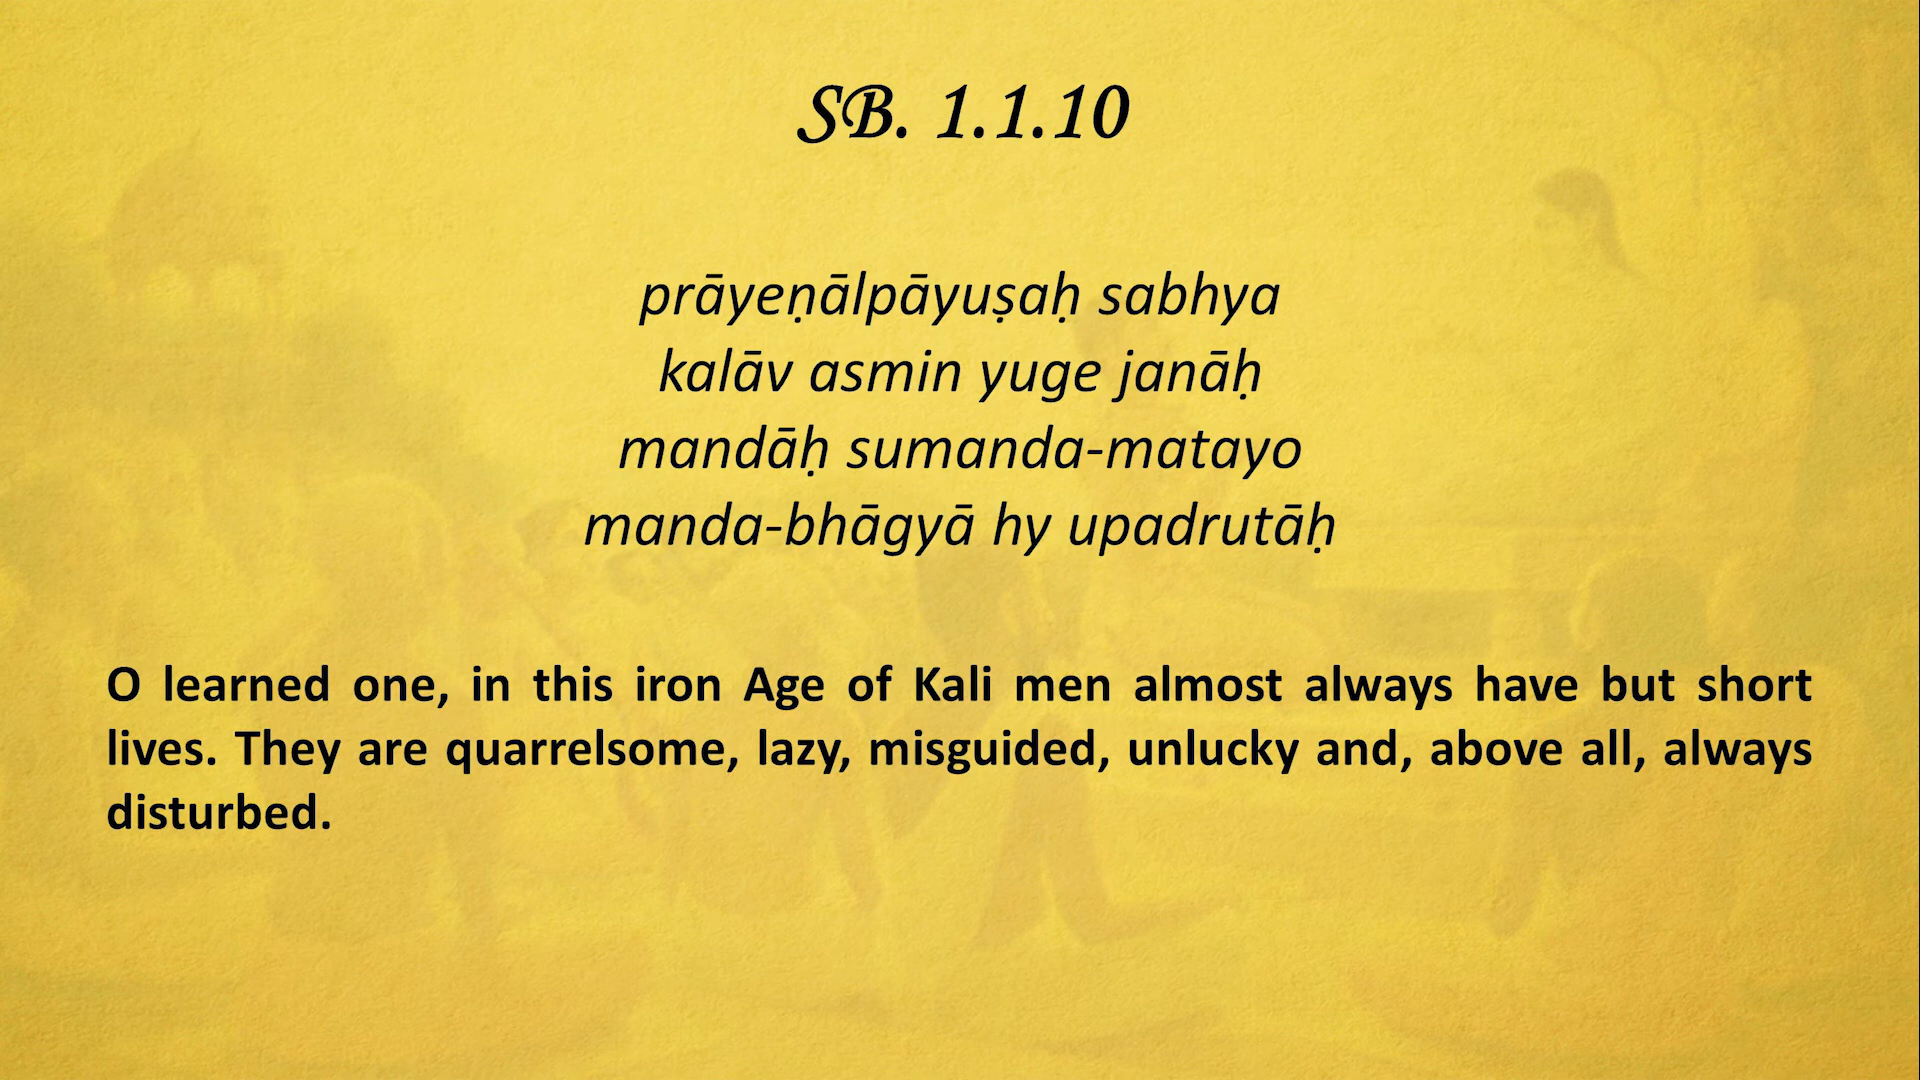 SB. 1.1.10
prāyeṇālpāyuṣaḥ sabhya
kalāv asmin yuge janāḥ
mandāḥ sumanda-matayo
manda-bhāgyā hy upadrutāḥ
O learned one, in this iron Age of Kali men almost always have but short
lives. They are quarrelsome, lazy, misguided, unlucky and, above all, always
disturbed.